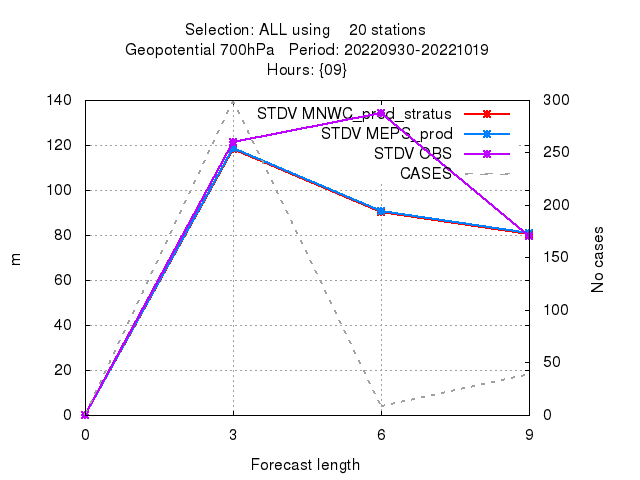 Selection: ALL using    20 stations
Geopotential 700hPa   Period: 20220930-20221019
Hours: {09}
STDV MNWC_prod_stratus
STDV MEPS_prod
STDV OBS
CASES
140
120
100
80
60
40
20
0
300
250
200
150
100
50
0
m
No cases
0 3 6 9
Forecast length